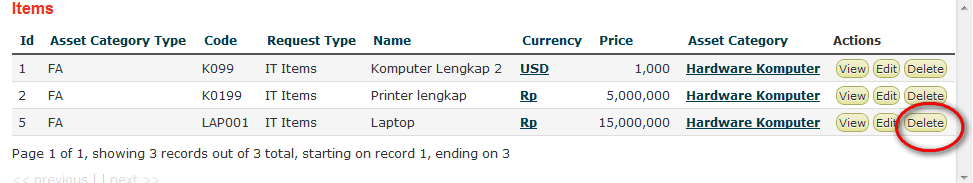 Items
Id Asset Category Type Code Request Type Name Currency Price Asset Category Actions
1 FA K099 IT Items Komputer Lengkap 2 USD 1,000 Hardware Komputer View Edit Delete
2 FA K0199 IT Items Printer lengkap Rp 5,000,000 Hardware Komputer View Edit Delete
5 FA LAP001 IT Items Laptop Rp 15,000,000 Hardware Komputer View Edit Delete
Page 1 of 1, showing 3 records out of 3 total, starting on record 1, ending on 3
<< previous | | next >>